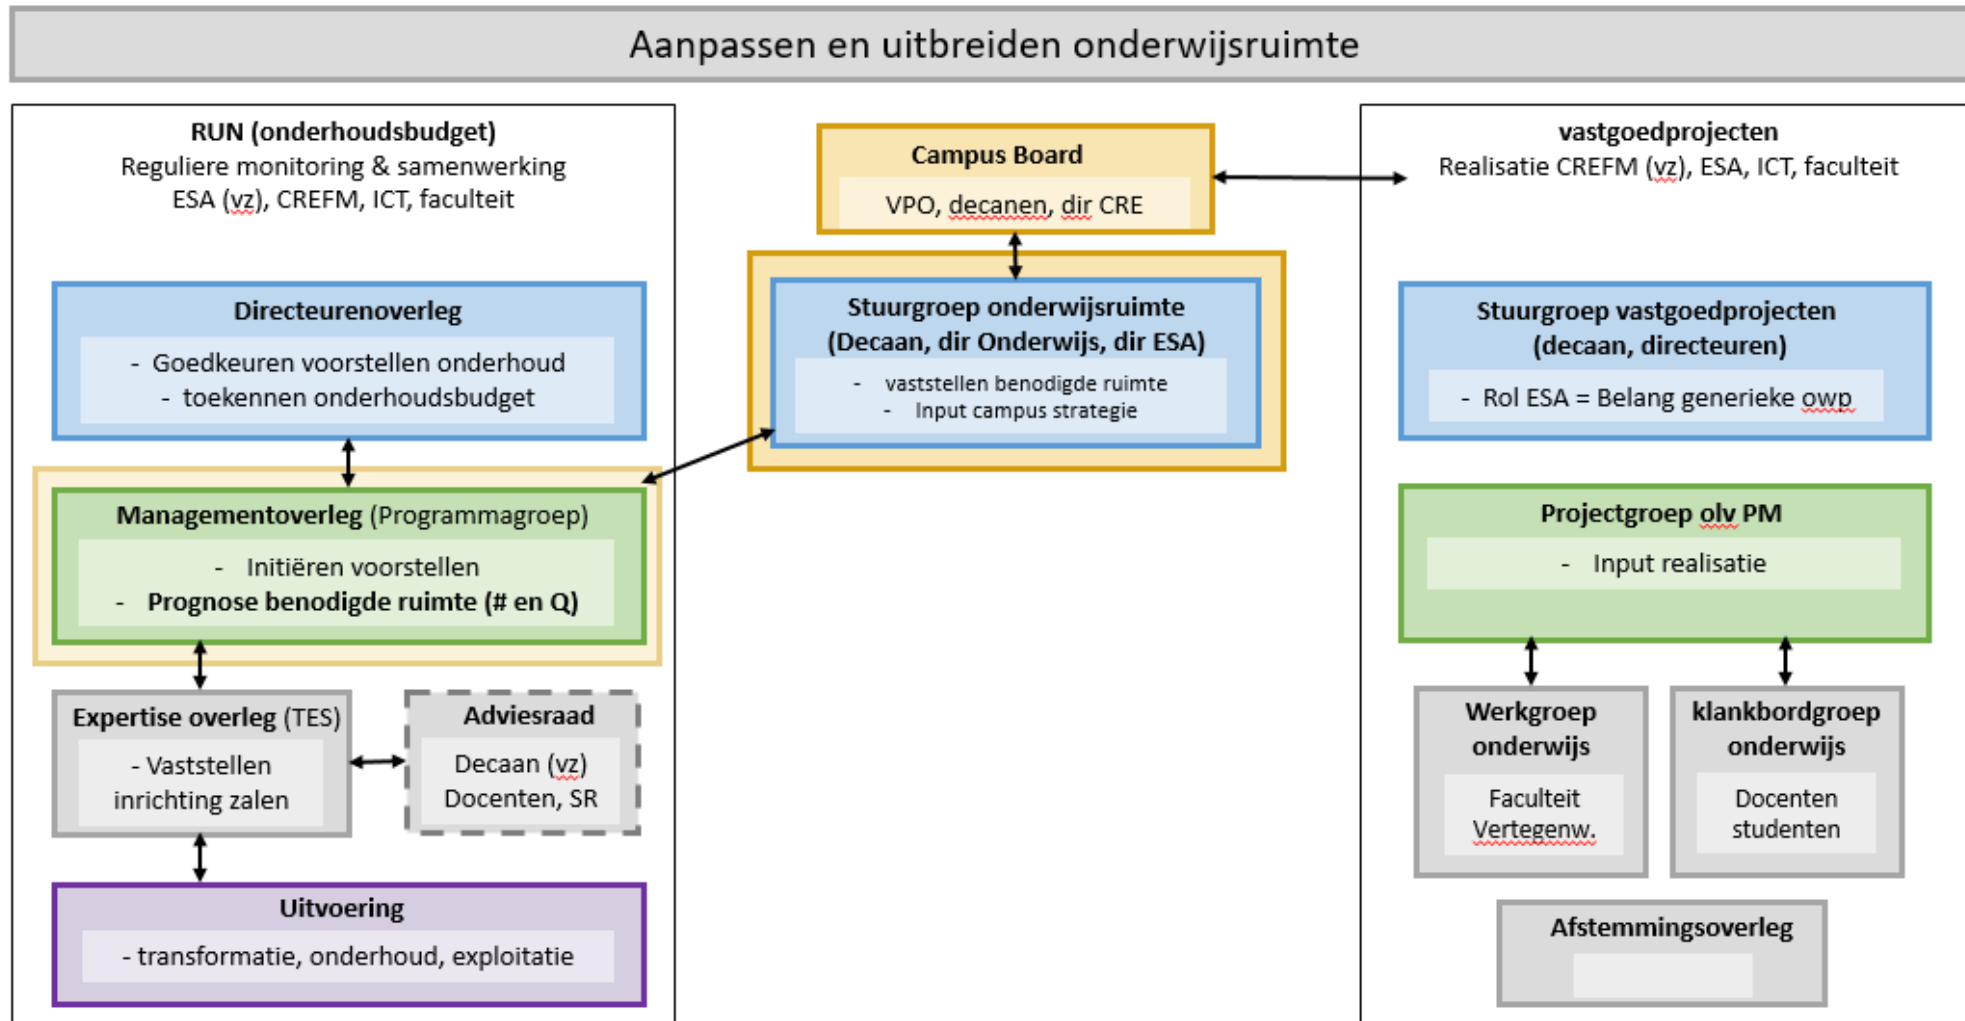 Aanpassen en uitbreiden onderwijsruimte
RUN (onderhoudsbudget)
Reguliere monitoring & samenwerking
ESA (vz), CREFM, ICT, faculteit
Directeurenoverleg
- Goedkeuren voorstellen onderhoud
- toekennen onderhoudsbudget
Managementoverleg (Programmagroep)
- Initiëren voorstellen
- Prognose benodigde ruimte (# en Q)
Expertise overleg (TES)
- Vaststellen
inrichting zalen
Adviesraad
Decaan (vz)
Docenten, SR
Uitvoering
- transformatie, onderhoud, exploitatie
Campus Board
VPO, decanen, dir CRE
Stuurgroep onderwijsruimte
(Decaan, dir Onderwijs, dir ESA)
- vaststellen benodigde ruimte
- Input campus strategie
vastgoedprojecten
Realisatie CREFM (vz), ESA, ICT, faculteit
Stuurgroep vastgoedprojecten
(decaan, directeuren)
- Rol ESA = Belang generieke owp
Projectgroep olv PM
- Input realisatie
Werkgroep
onderwijs
Faculteit
Vertegenw.
klankbordgroep
onderwijs
Docenten
studenten
Afstemmingsoverleg